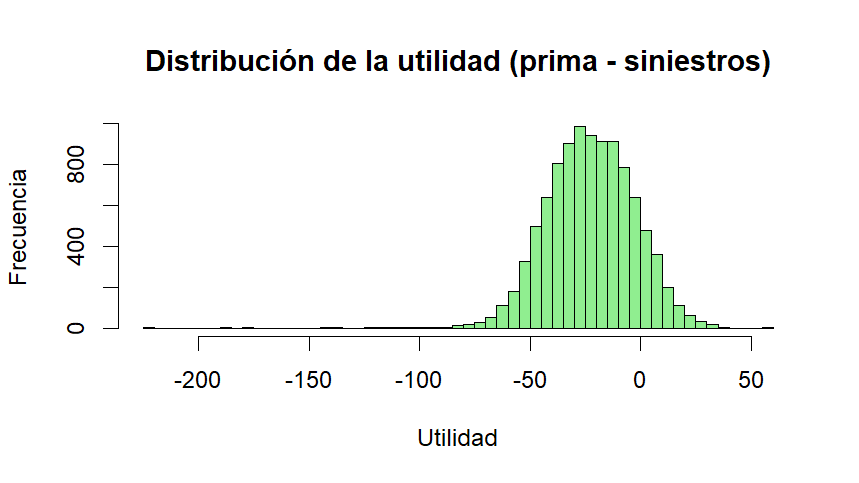 Distribución de la utilidad (prima - siniestros)
Frecuencia
800
400
0
-200 -150 -100 -50 0 50
Utilidad